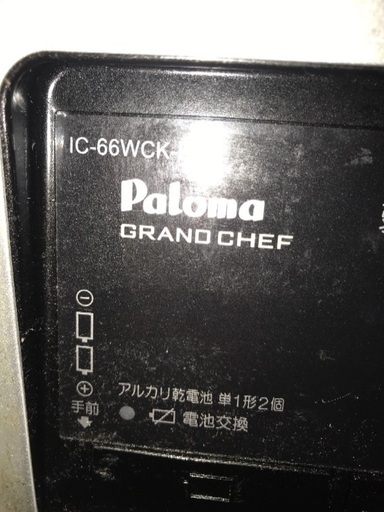 IC-66WCK-
Paloma
GRAND CHEF
⊖
⊕
手前
アルカリ乾電池 単1形2個
電池交換